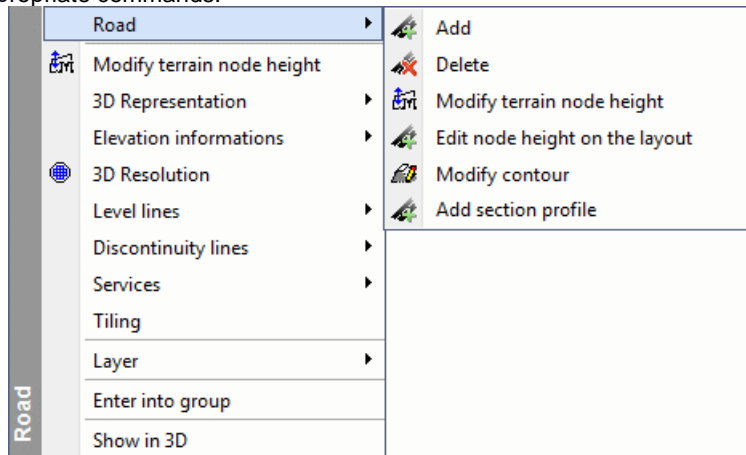 Road
Modify terrain node height
3D Representation
Elevation informations
3D Resolution
Level lines
Discontinuity lines
Services
Tiling
Layer
Enter into group
Show in 3D
Road
Add
Delete
Modify terrain node height
Edit node height on the layout
Modify contour
Add section profile